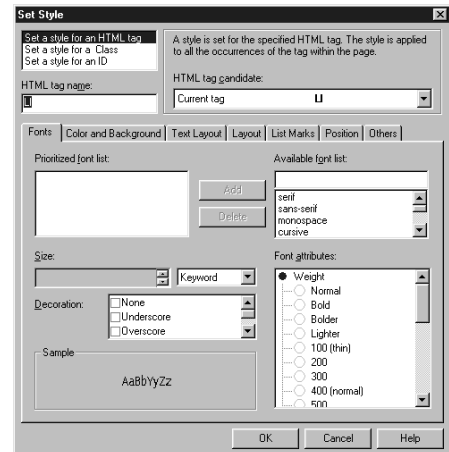 Set Style
Set a style for an HTML tag
Set a style for a Class
Set a style for an ID
A style is set for the specified HTML tag. The style is applied
to all the occurrences of the tag within the page.
HTML tag name:
LI
HTML tag candidate:
Current tag LI
Fonts Color and Background Text Layout Layout List Marks Position Others
Prioritized font list:
Available font list:
Add
Delete
serif
sans-serif
monospace
cursive
Size:
Keyword
Font attributes:
Weight
Normal
Bold
Bolder
Lighter
100 (thin)
200
300
400 (normal)
500
Decoration:
None
Underscore
Overscore
Sample
AaBbYyZz
OK Cancel Help